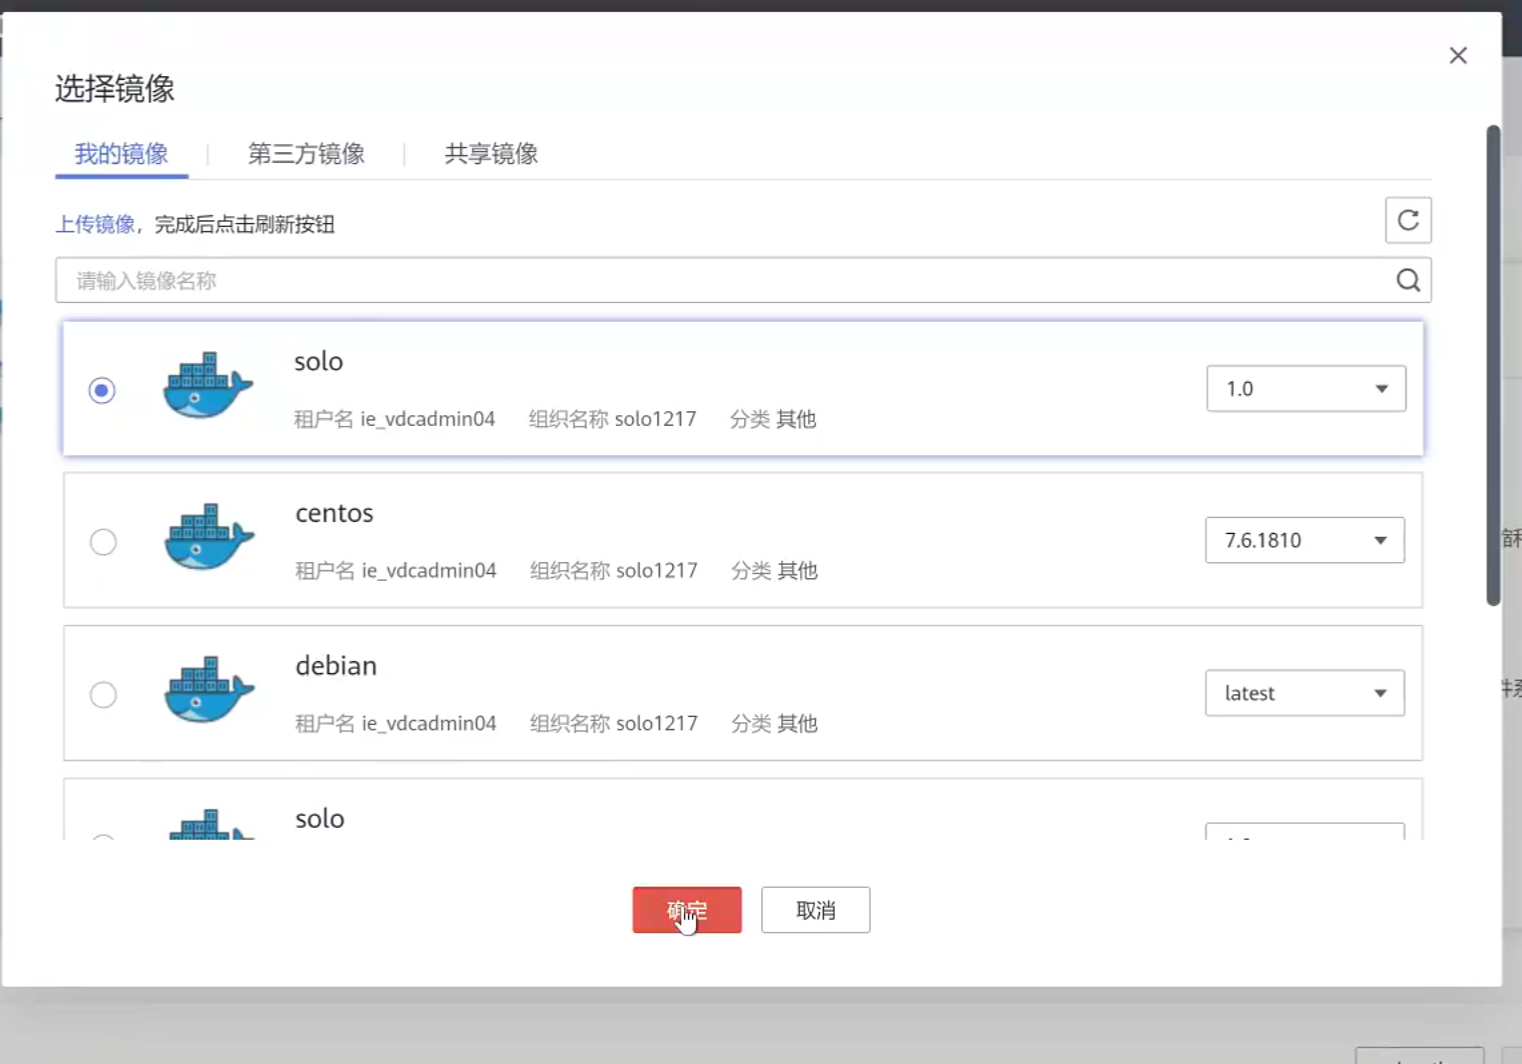 选择镜像
我的镜像 第三方镜像 共享镜像
上传镜像，完成后点击刷新按钮
请输入镜像名称
solo
租户名 ie_vdcadmin04 组织名称 solo1217 分类 其他
1.0
centos
租户名 ie_vdcadmin04 组织名称 solo1217 分类 其他
7.6.1810
debian
租户名 ie_vdcadmin04 组织名称 solo1217 分类 其他
latest
solo
确定 取消